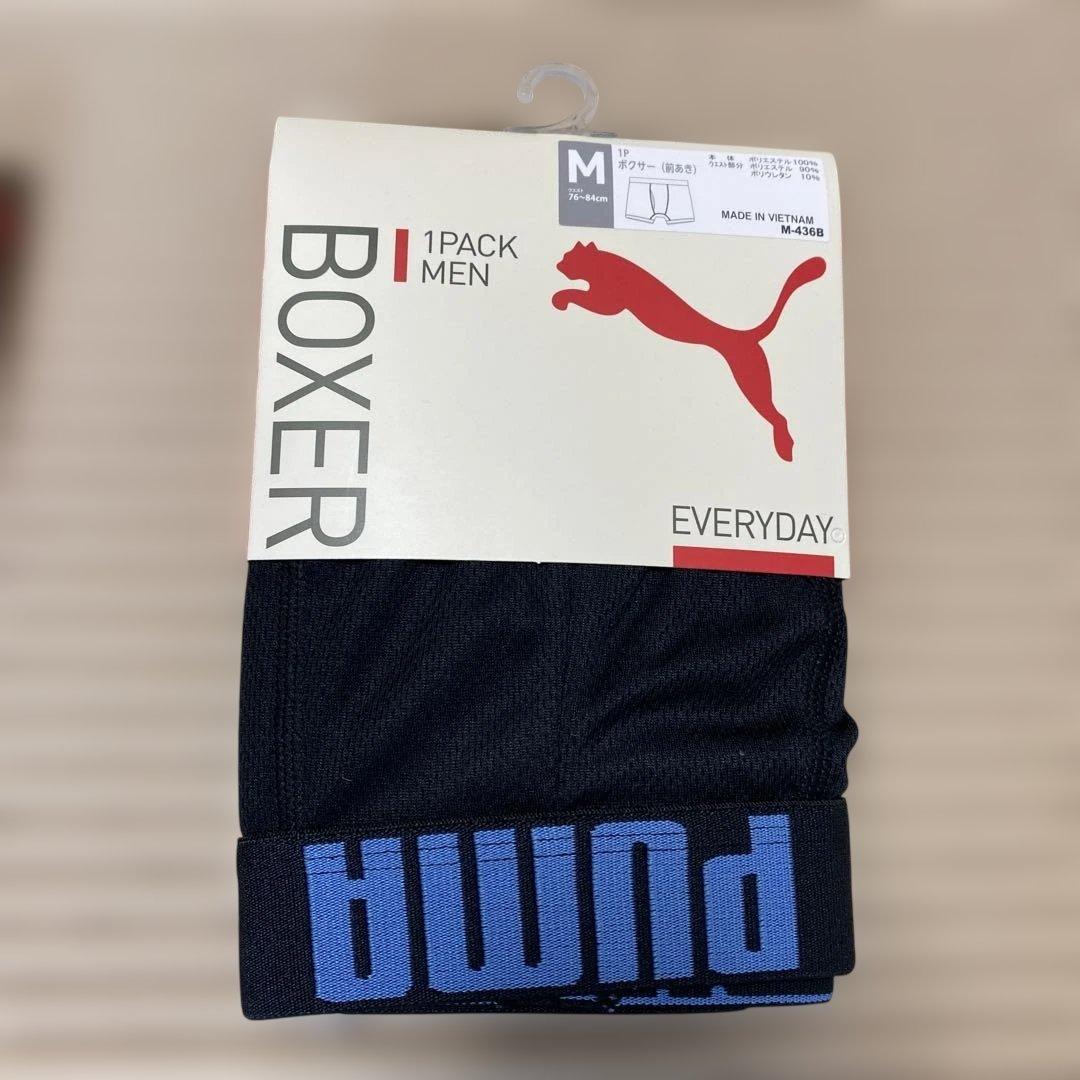 M
ウエスト
76~84cm
1P
ボクサー（前あき）
本 体 ポリエステル 100%
ウエスト部分 ポリエステル 90%
ポリウレタン 10%
MADE IN VIETNAM
M-436B
BOXER
1PACK
MEN
EVERYDAY
PUMA